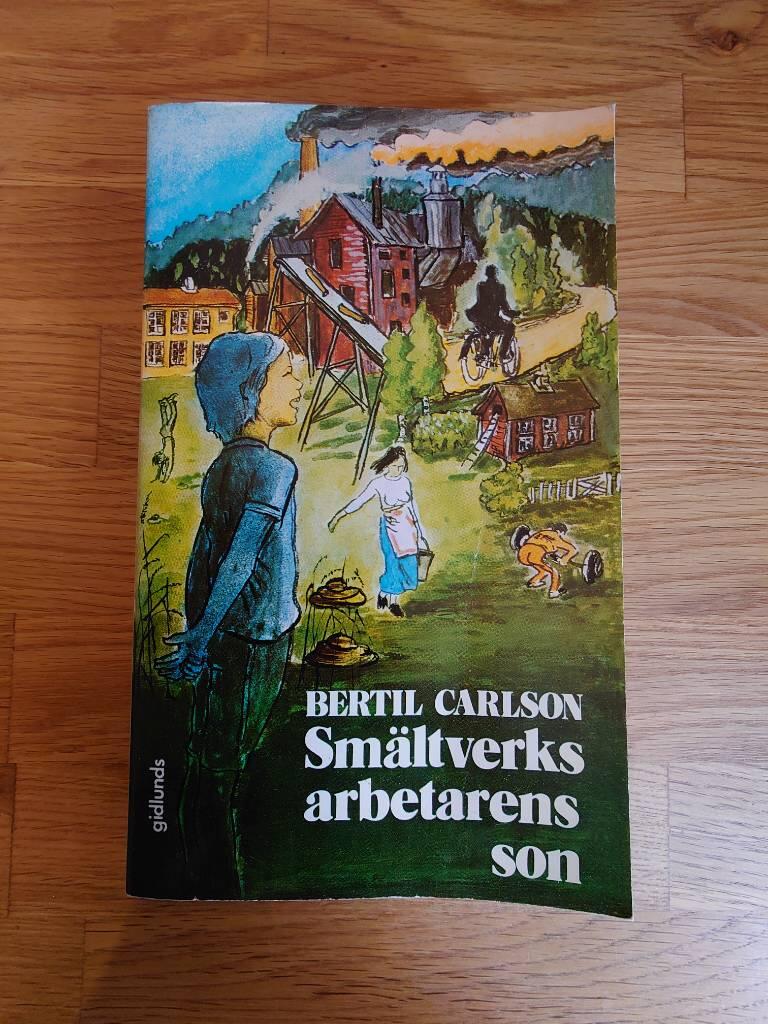 BERTIL CARLSON
Smältverks
arbetarens
son
gidlunds